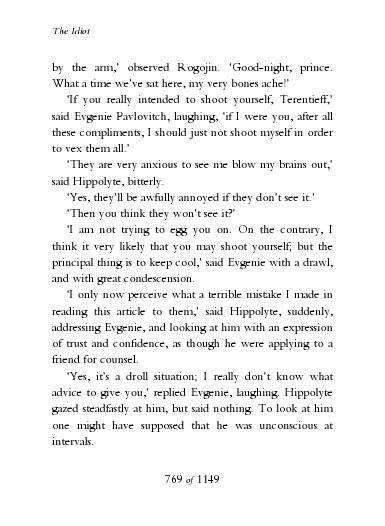 The Idiot
by the arm,’ observed Rogojin. ‘Good-night, prince.
What a time we’ve sat here, my very bones ache!’
‘If you really intended to shoot yourself, Terentieff,’
said Evgenie Pavlovitch, laughing, ‘if I were you, after all
these compliments, I should just not shoot myself in order
to vex them all.’
‘They are very anxious to see me blow my brains out,’
said Hippolyte, bitterly.
‘Yes, they’ll be awfully annoyed if they don’t see it.’
‘Then you think they won’t see it?’
‘I am not trying to egg you on. On the contrary, I
think it very likely that you may shoot yourself; but the
principal thing is to keep cool,’ said Evgenie with a drawl,
and with great condescension.
‘I only now perceive what a terrible mistake I made in
reading this article to them,’ said Hippolyte, suddenly,
addressing Evgenie, and looking at him with an expression
of trust and confidence, as though he were applying to a
friend for counsel.
‘Yes, it’s a droll situation; I really don’t know what
advice to give you,’ replied Evgenie, laughing. Hippolyte
gazed steadfastly at him, but said nothing. To look at him
one might have supposed that he was unconscious at
intervals.
769 of 1149